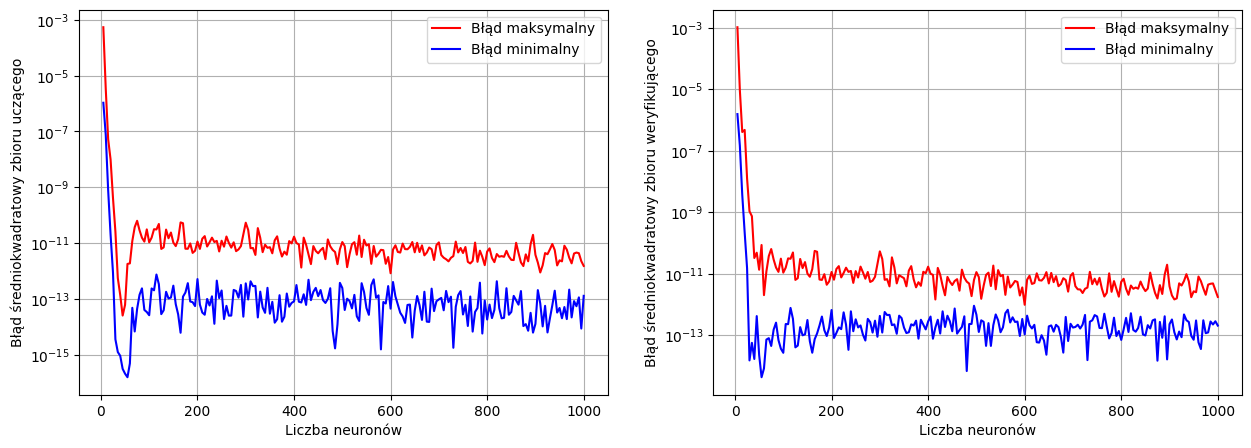 Błąd średniokwadratowy zbioru uczącego
10⁻³
10⁻⁵
10⁻⁷
10⁻⁹
10⁻¹¹
10⁻¹³
10⁻¹⁵
Błąd maksymalny
Błąd minimalny
0 200 400 600 800 1000
Liczba neuronów
Błąd średniokwadratowy zbioru weryfikującego
10⁻³
10⁻⁵
10⁻⁷
10⁻⁹
10⁻¹¹
10⁻¹³
Błąd maksymalny
Błąd minimalny
0 200 400 600 800 1000
Liczba neuronów